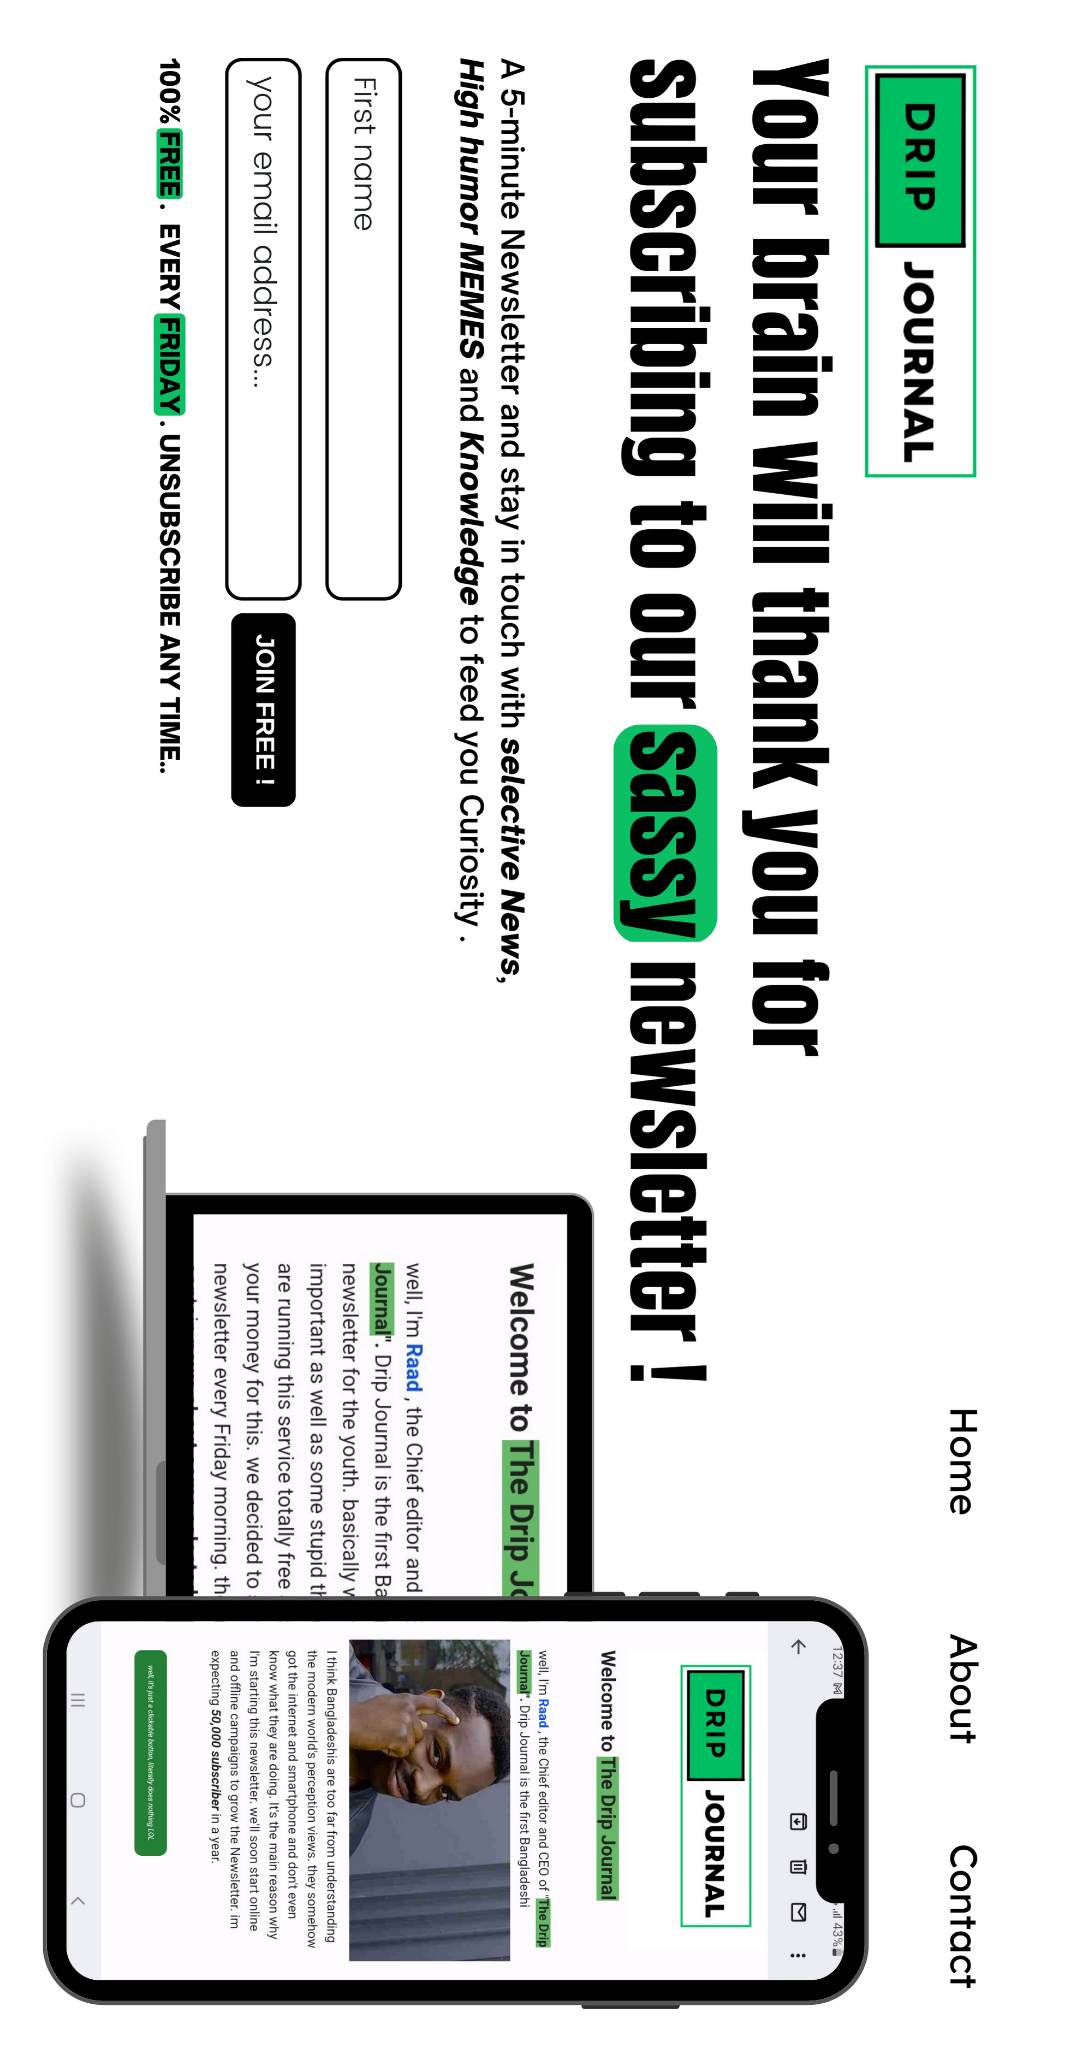 Home About Contact
DRIP JOURNAL
Your brain will thank you for
subscribing to our sassy newsletter !
A 5-minute Newsletter and stay in touch with selective News,
High humor MEMES and Knowledge to feed you Curiosity .
First name
your email address...
JOIN FREE !
100% FREE . EVERY FRIDAY . UNSUBSCRIBE ANY TIME..
Welcome to The Drip Jo
well, I'm Raad , the Chief editor and
Journal". Drip Journal is the first Ba
newsletter for the youth. basically w
important as well as some stupid th
are running this service totally free
your money for this. we decided to
newsletter every Friday morning. th
12:37 43%
DRIP JOURNAL
Welcome to The Drip Journal
well, I'm Raad , the Chief editor and CEO of "The Drip
Journal". Drip Journal is the first Bangladeshi
I think Bangladeshis are too far from understanding
the modern world's perception views. they somehow
got the internet and smartphone and don't even
know what they are doing. It's the main reason why
I'm starting this newsletter. we'll soon start online
and offline campaigns to grow the Newsletter. im
expecting 50,000 subscriber in a year.
well, it's just a clickable button, literally does nothing LOL